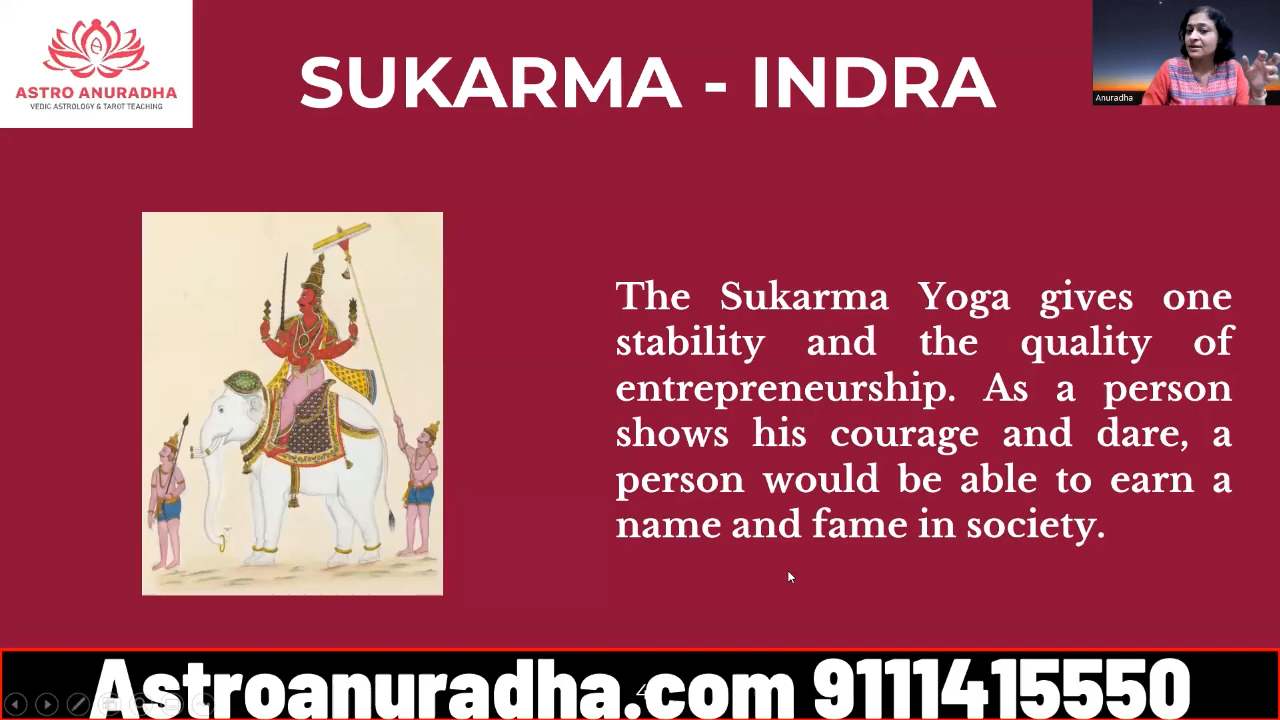 ASTRO ANURADHA
VEDIC ASTROLOGY & TAROT TEACHING
SUKARMA - INDRA
Anuradha
The Sukarma Yoga gives one
stability and the quality of
entrepreneurship. As a person
shows his courage and dare, a
person would be able to earn a
name and fame in society.
Astroanuradha.com 9111415550